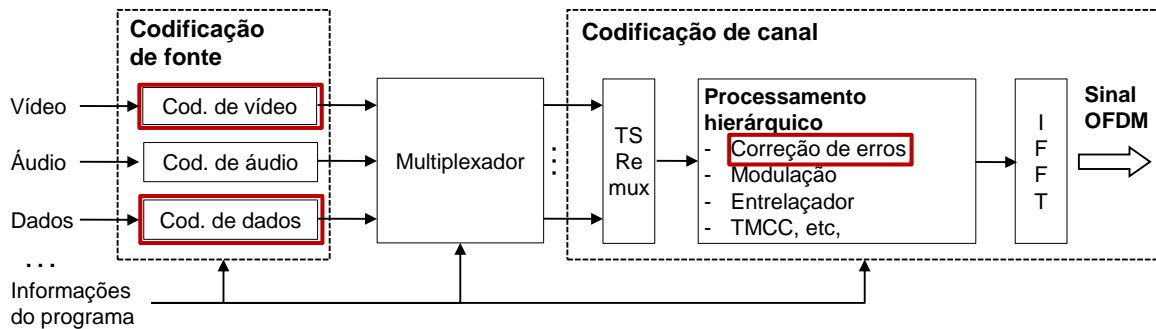 Codificação
de fonte
Codificação de canal
Vídeo
Cod. de vídeo
Áudio
Cod. de áudio
Dados
Cod. de dados
. . .
Informações
do programa
Multiplexador
. . .
TS
Re
mux
Processamento
hierárquico
- Correção de erros
- Modulação
- Entrelaçador
- TMCC, etc,
I
F
F
T
Sinal
OFDM